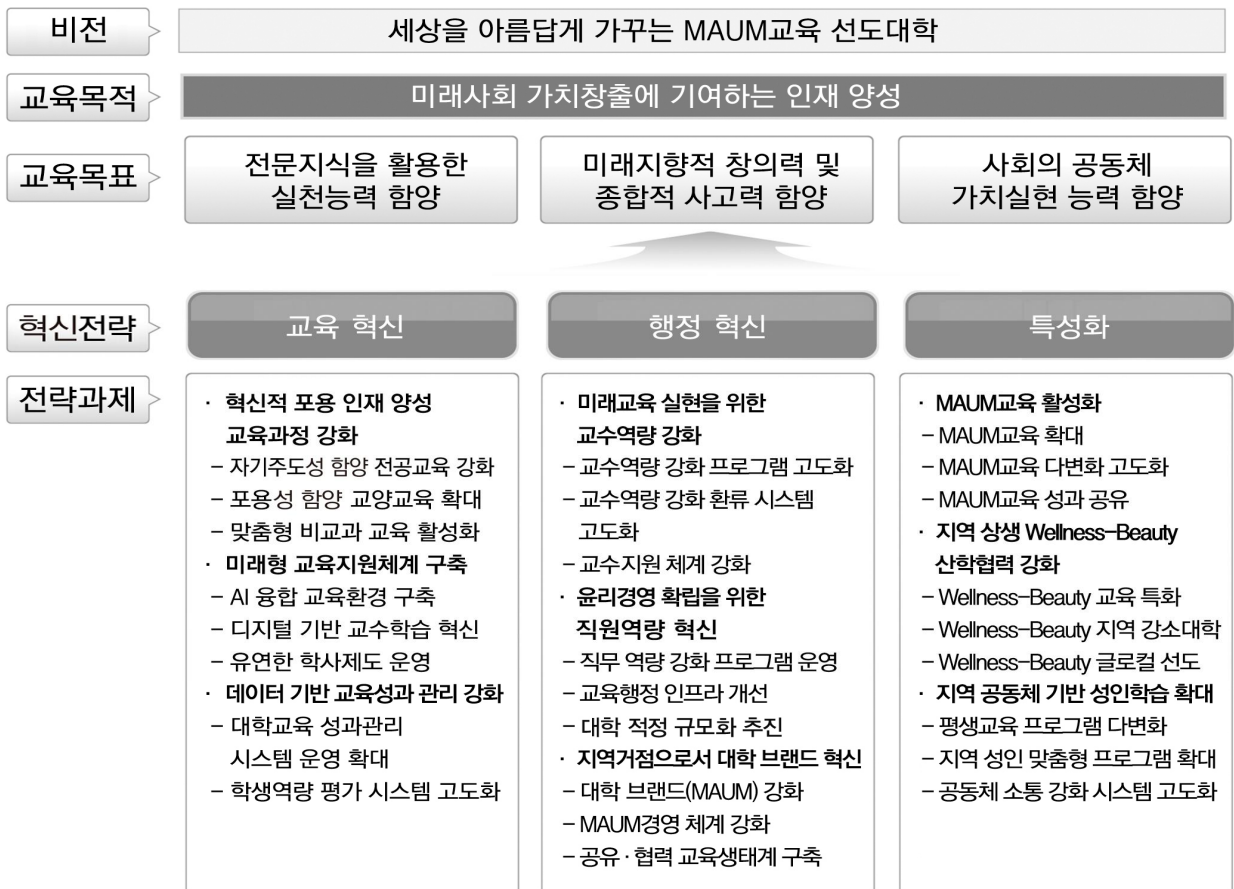 비전
세상을 아름답게 가꾸는 MAUM교육 선도대학
교육목적
미래사회 가치창출에 기여하는 인재 양성
교육목표
전문지식을 활용한
실천능력 함양
미래지향적 창의력 및
종합적 사고력 함양
사회의 공동체
가치실현 능력 함양
혁신전략
교육 혁신
행정 혁신
특성화
전략과제
· 혁신적 포용 인재 양성
교육과정 강화
– 자기주도성 함양 전공교육 강화
– 포용성 함양 교양교육 확대
– 맞춤형 비교과 교육 활성화
· 미래형 교육지원체계 구축
– AI 융합 교육환경 구축
– 디지털 기반 교수학습 혁신
– 유연한 학사제도 운영
· 데이터 기반 교육성과 관리 강화
– 대학교육 성과관리
시스템 운영 확대
– 학생역량 평가 시스템 고도화
· 미래교육 실현을 위한
교수역량 강화
– 교수역량 강화 프로그램 고도화
– 교수역량 강화 환류 시스템
고도화
– 교수지원 체계 강화
· 윤리경영 확립을 위한
직원역량 혁신
– 직무 역량 강화 프로그램 운영
– 교육행정 인프라 개선
– 대학 적정 규모화 추진
· 지역거점으로서 대학 브랜드 혁신
– 대학 브랜드(MAUM) 강화
– MAUM경영 체계 강화
– 공유·협력 교육생태계 구축
· MAUM교육 활성화
– MAUM교육 확대
– MAUM교육 다변화 고도화
– MAUM교육 성과 공유
· 지역 상생 Wellness–Beauty
산학협력 강화
– Wellness–Beauty 교육 특화
– Wellness–Beauty 지역 강소대학
– Wellness–Beauty 글로컬 선도
· 지역 공동체 기반 성인학습 확대
– 평생교육 프로그램 다변화
– 지역 성인 맞춤형 프로그램 확대
– 공동체 소통 강화 시스템 고도화